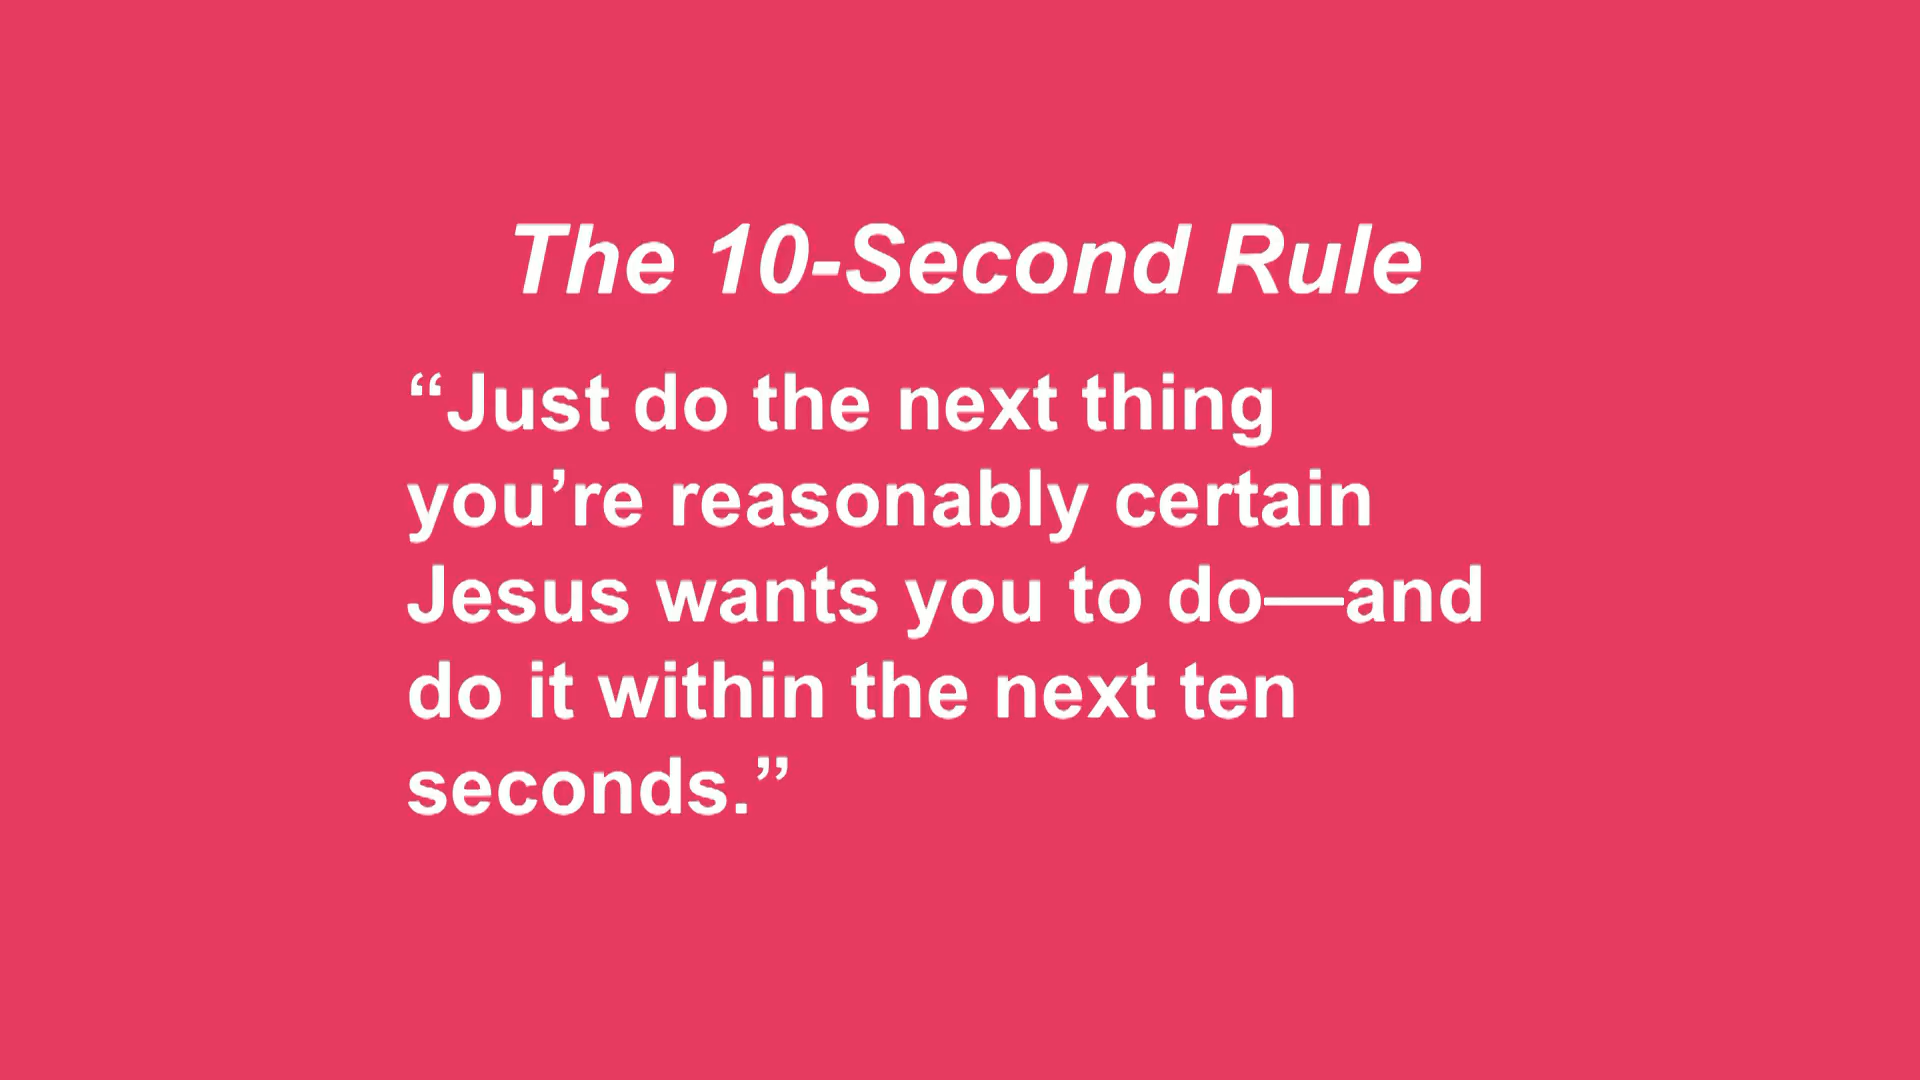 The 10-Second Rule
“Just do the next thing
you’re reasonably certain
Jesus wants you to do—and
do it within the next ten
seconds.”